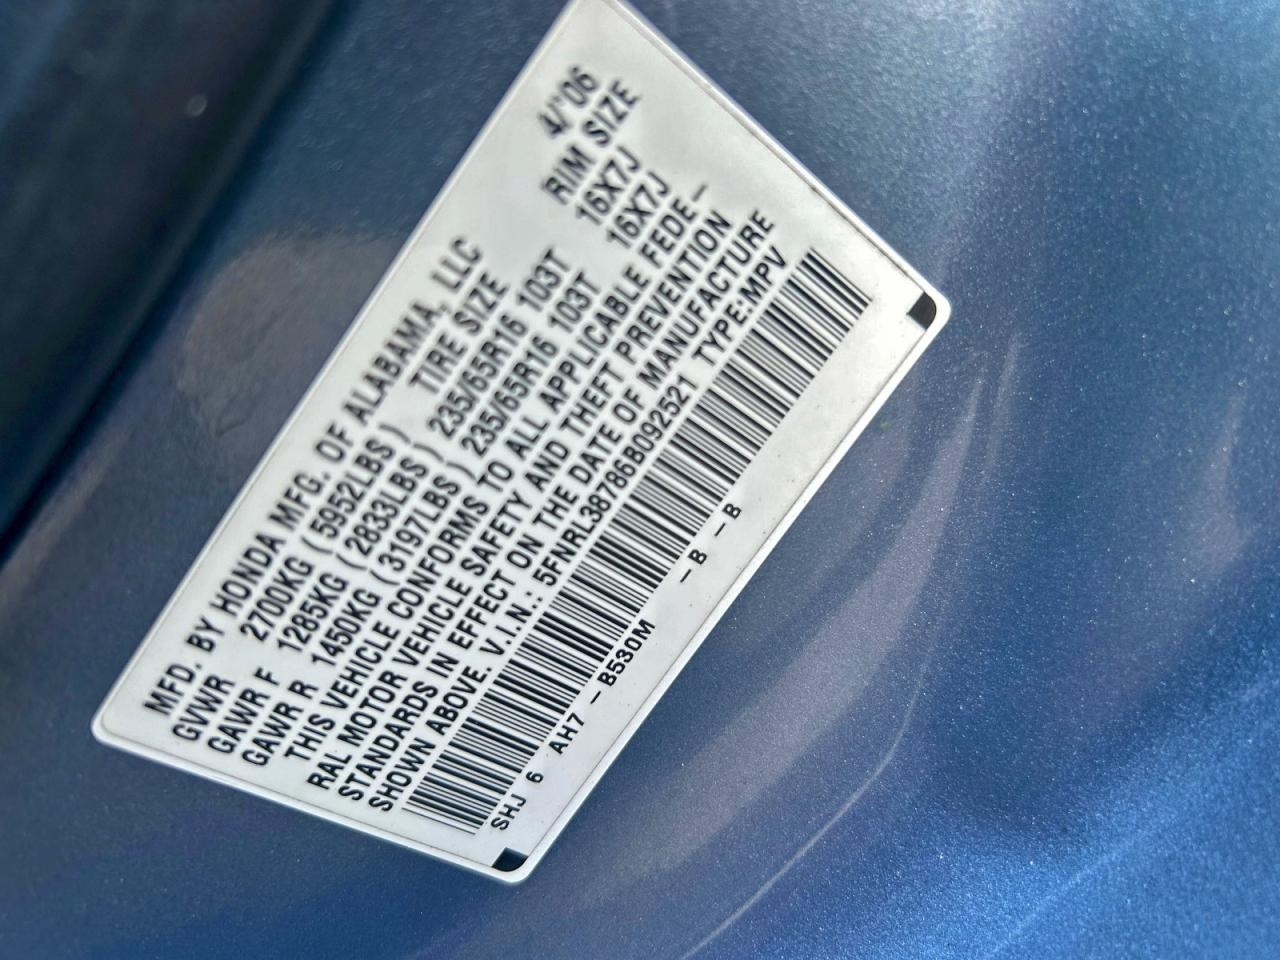 MFD. BY HONDA MFG. OF ALABAMA, LLC 4/'06
GVWR 2700KG (5952LBS) TIRE SIZE RIM SIZE
GAWR F 1285KG (2833LBS) 235/65R16 103T 16X7J
GAWR R 1450KG (3197LBS) 235/65R16 103T 16X7J
THIS VEHICLE CONFORMS TO ALL APPLICABLE FEDE-
RAL MOTOR VEHICLE SAFETY AND THEFT PREVENTION
STANDARDS IN EFFECT ON THE DATE OF MANUFACTURE
SHOWN ABOVE. V.I.N.: 5FNRL38786B092521 TYPE:MPV
SHJ 6 AH7 -B530M -B -B